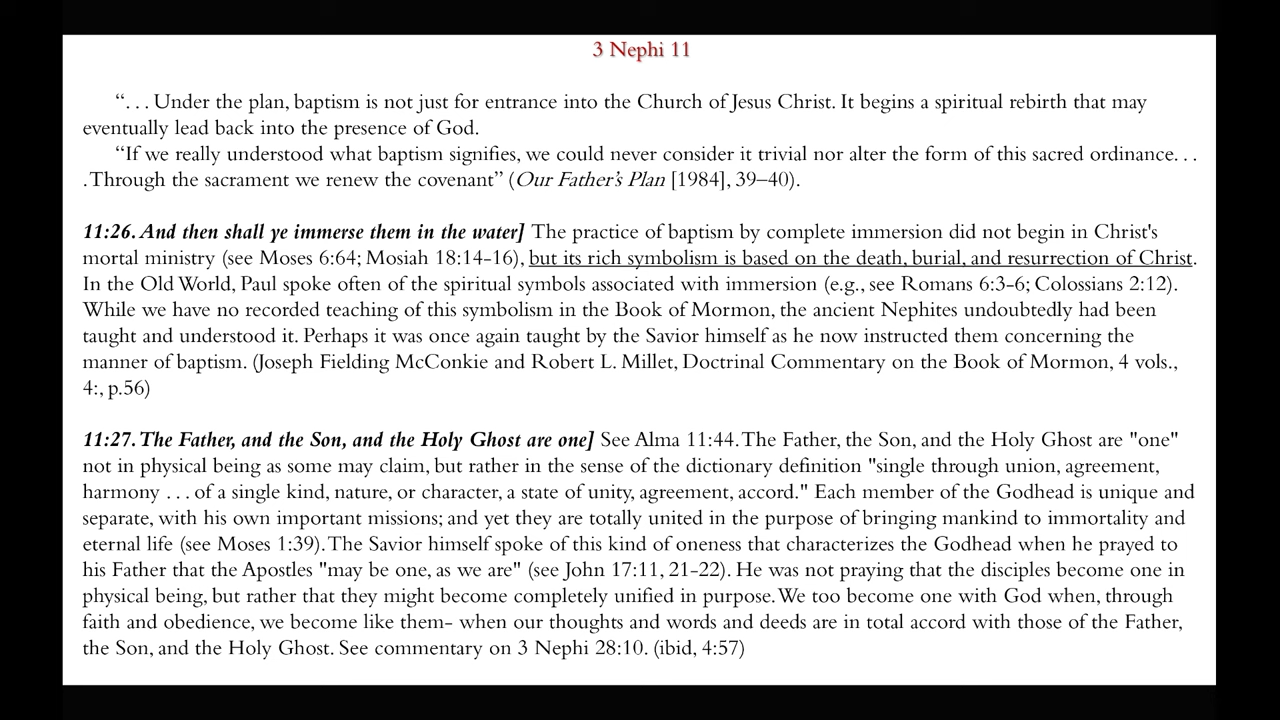 3 Nephi 11
“. . . Under the plan, baptism is not just for entrance into the Church of Jesus Christ. It begins a spiritual rebirth that may
eventually lead back into the presence of God.
“If we really understood what baptism signifies, we could never consider it trivial nor alter the form of this sacred ordinance. . .
. Through the sacrament we renew the covenant” (Our Father’s Plan [1984], 39–40).
11:26. And then shall ye immerse them in the water] The practice of baptism by complete immersion did not begin in Christ's
mortal ministry (see Moses 6:64; Mosiah 18:14-16), but its rich symbolism is based on the death, burial, and resurrection of Christ.
In the Old World, Paul spoke often of the spiritual symbols associated with immersion (e.g., see Romans 6:3-6; Colossians 2:12).
While we have no recorded teaching of this symbolism in the Book of Mormon, the ancient Nephites undoubtedly had been
taught and understood it. Perhaps it was once again taught by the Savior himself as he now instructed them concerning the
manner of baptism. (Joseph Fielding McConkie and Robert L. Millet, Doctrinal Commentary on the Book of Mormon, 4 vols.,
4:, p.56)
11:27. The Father, and the Son, and the Holy Ghost are one] See Alma 11:44. The Father, the Son, and the Holy Ghost are "one"
not in physical being as some may claim, but rather in the sense of the dictionary definition "single through union, agreement,
harmony . . . of a single kind, nature, or character, a state of unity, agreement, accord." Each member of the Godhead is unique and
separate, with his own important missions; and yet they are totally united in the purpose of bringing mankind to immortality and
eternal life (see Moses 1:39). The Savior himself spoke of this kind of oneness that characterizes the Godhead when he prayed to
his Father that the Apostles "may be one, as we are" (see John 17:11, 21-22). He was not praying that the disciples become one in
physical being, but rather that they might become completely unified in purpose. We too become one with God when, through
faith and obedience, we become like them- when our thoughts and words and deeds are in total accord with those of the Father,
the Son, and the Holy Ghost. See commentary on 3 Nephi 28:10. (ibid, 4:57)